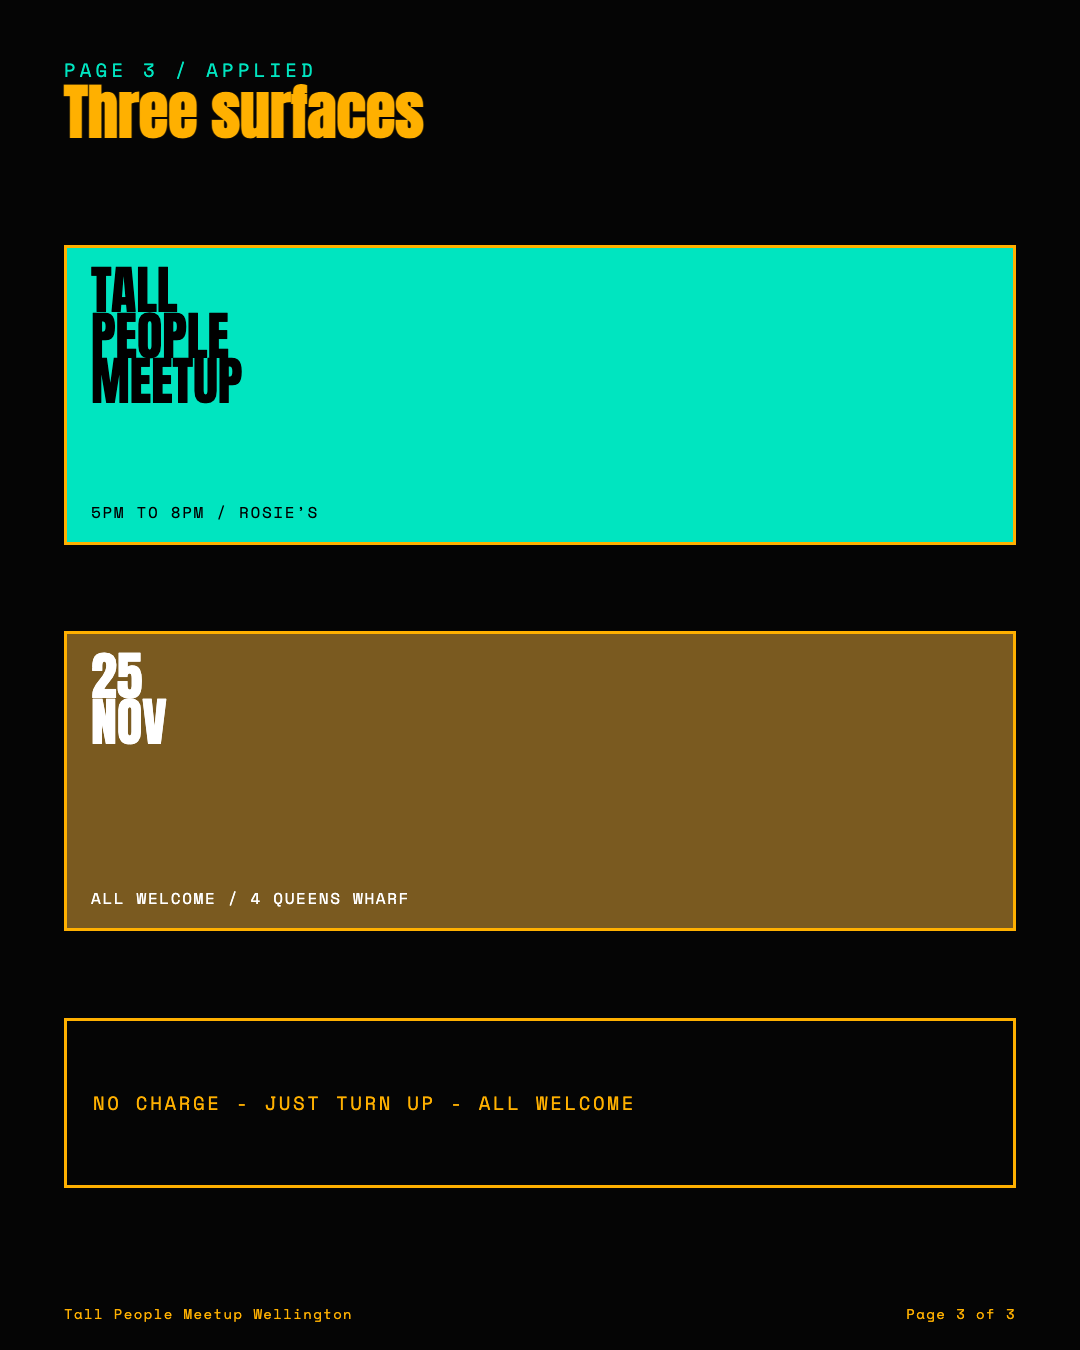 PAGE 3 / APPLIED
Three surfaces
TALL
PEOPLE
MEETUP
5PM TO 8PM / ROSIE’S
25
NOV
ALL WELCOME / 4 QUEENS WHARF
NO CHARGE - JUST TURN UP - ALL WELCOME
Tall People Meetup Wellington
Page 3 of 3